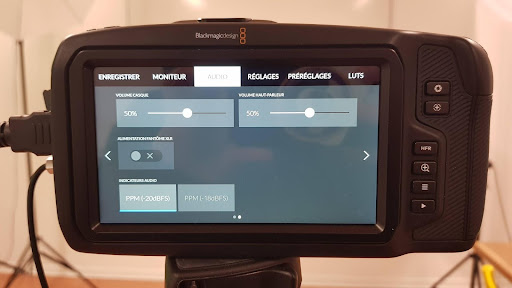 Blackmagicdesign
ENREGISTRER MONITEUR AUDIO RÉGLAGES PRÉRÉGLAGES LUTS
VOLUME CASQUE VOLUME HAUT-PARLEUR
50% 50%
ALIMENTATION FANTÔME XLR
INDICATEURS AUDIO
PPM (-20dBFS) PPM (-18dBFS)
HFR